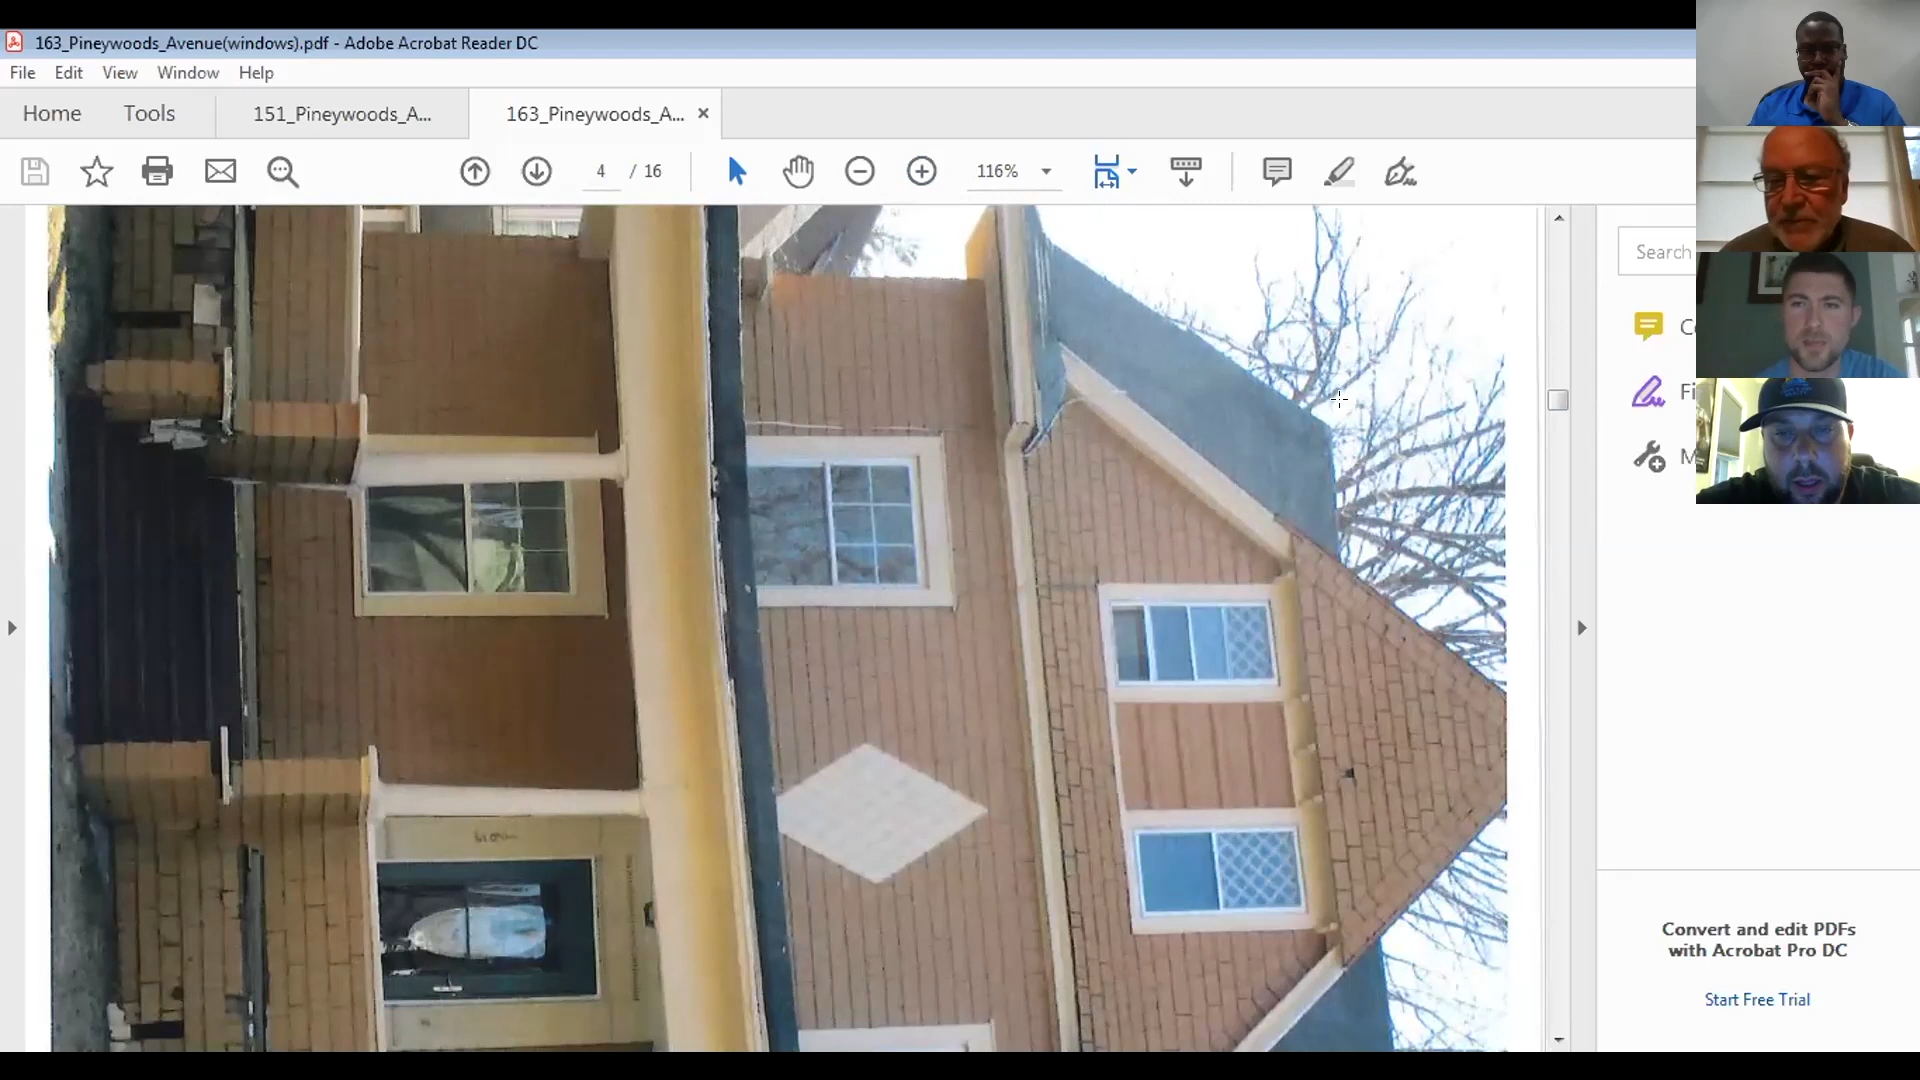 163_Pineywoods_Avenue(windows).pdf - Adobe Acrobat Reader DC
File Edit View Window Help
Home Tools 151_Pineywoods_A... 163_Pineywoods_A... ×
4 / 16 116%
Search
C
Fi
M
Convert and edit PDFs
with Acrobat Pro DC
Start Free Trial